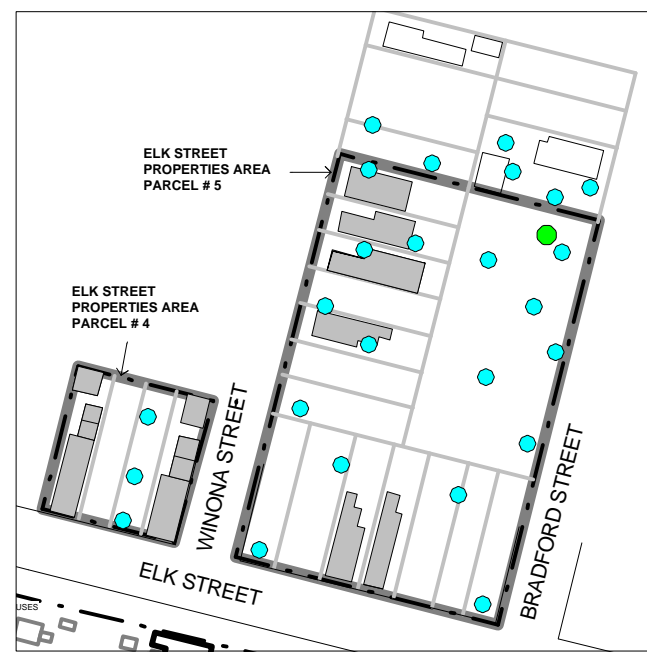 ELK STREET
PROPERTIES AREA
PARCEL # 5
ELK STREET
PROPERTIES AREA
PARCEL # 4
WINONA STREET
BRADFORD STREET
ELK STREET
USES